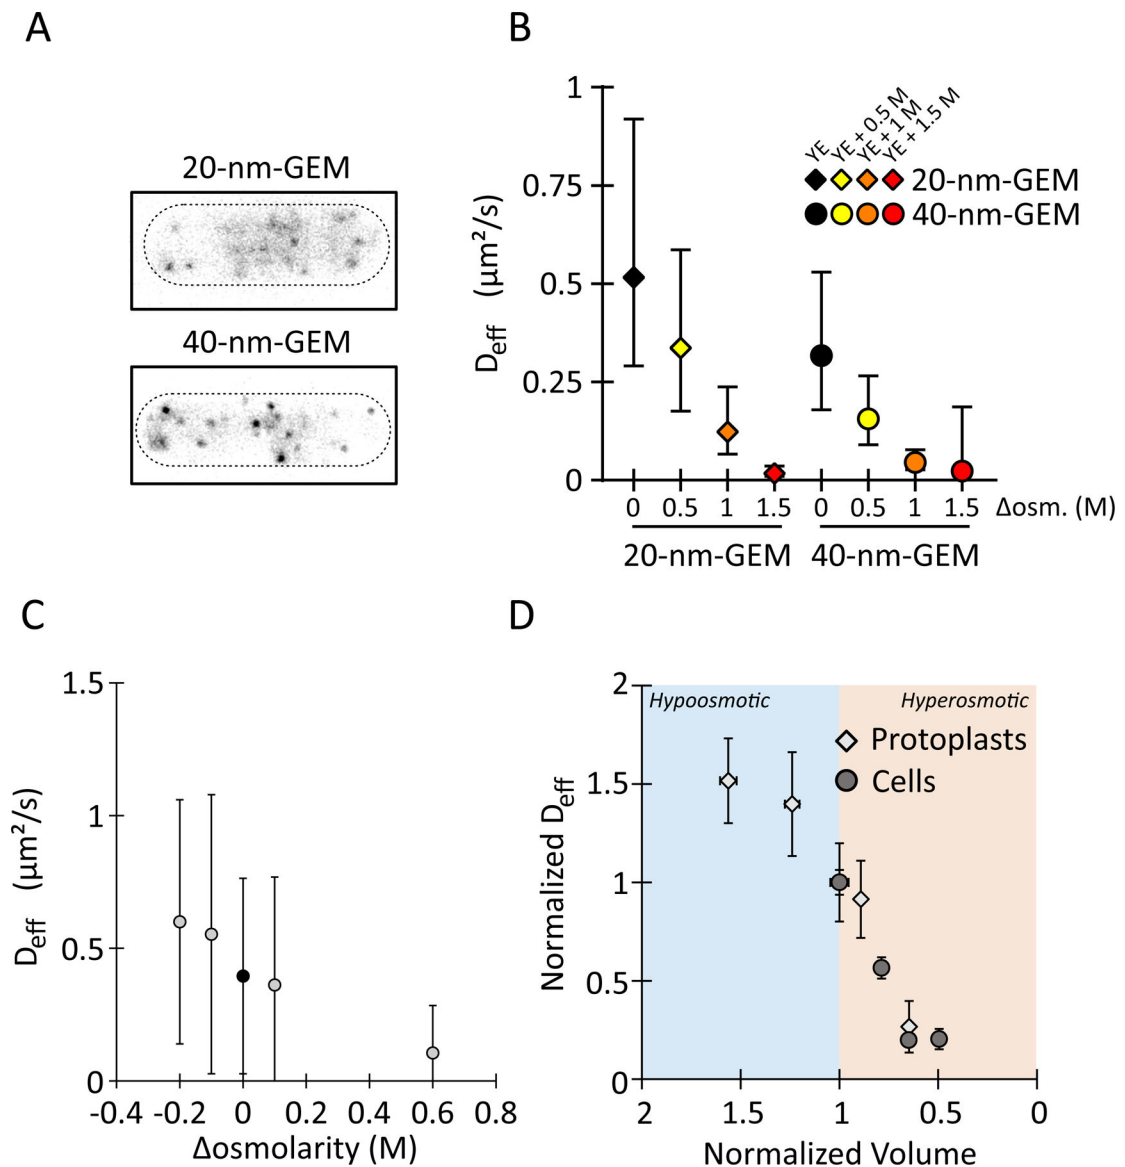 A
20-nm-GEM
40-nm-GEM
B
1
0.75
0.5
0.25
0
Deff (μm²/s)
YE
YE + 0.5 M
YE + 1 M
YE + 1.5 M
20-nm-GEM
40-nm-GEM
0 0.5 1 1.5 0 0.5 1 1.5 Δosm. (M)
20-nm-GEM 40-nm-GEM
C
1.5
1
0.5
0
Deff (μm²/s)
-0.4 -0.2 0 0.2 0.4 0.6 0.8
Δosmolarity (M)
D
2
1.5
1
0.5
0
Normalized Deff
Hypoosmotic Hyperosmotic
Protoplasts
Cells
2 1.5 1 0.5 0
Normalized Volume